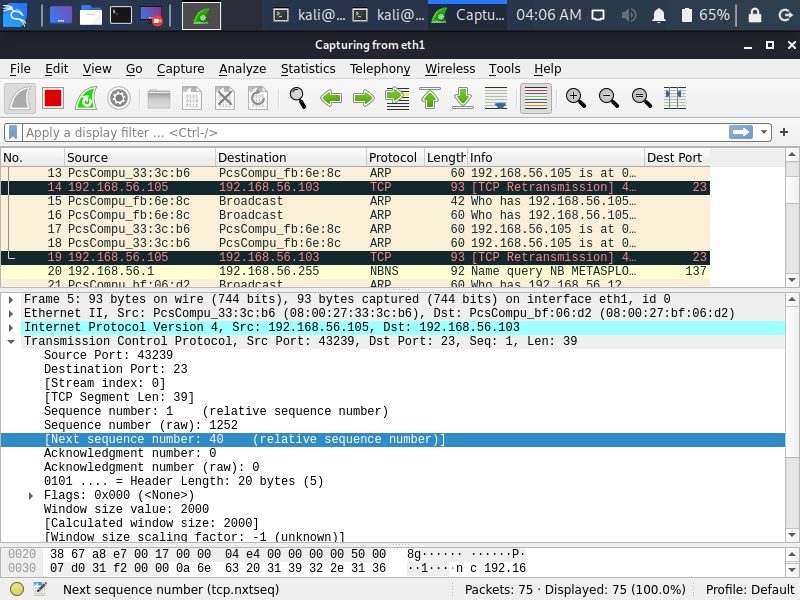 kali@... kali@... Captu... 04:06 AM 65%
Capturing from eth1
File Edit View Go Capture Analyze Statistics Telephony Wireless Tools Help
Apply a display filter ... <Ctrl-/>
No. Source Destination Protocol Length Info Dest Port
13 PcsCompu_33:3c:b6 PcsCompu_fb:6e:8c ARP 60 192.168.56.105 is at 0...
14 192.168.56.105 192.168.56.103 TCP 93 [TCP Retransmission] 4... 23
15 PcsCompu_fb:6e:8c Broadcast ARP 42 Who has 192.168.56.105...
16 PcsCompu_fb:6e:8c Broadcast ARP 60 Who has 192.168.56.105...
17 PcsCompu_33:3c:b6 PcsCompu_fb:6e:8c ARP 60 192.168.56.105 is at 0...
18 PcsCompu_33:3c:b6 PcsCompu_fb:6e:8c ARP 60 192.168.56.105 is at 0...
19 192.168.56.105 192.168.56.103 TCP 93 [TCP Retransmission] 4... 23
20 192.168.56.1 192.168.56.255 NBNS 92 Name query NB METASPLO... 137
21 PcsCompu_bf:06:d2 Broadcast ARP 60 Who has 192.168.56.12...
Frame 5: 93 bytes on wire (744 bits), 93 bytes captured (744 bits) on interface eth1, id 0
Ethernet II, Src: PcsCompu_33:3c:b6 (08:00:27:33:3c:b6), Dst: PcsCompu_bf:06:d2 (08:00:27:bf:06:d2)
Internet Protocol Version 4, Src: 192.168.56.105, Dst: 192.168.56.103
Transmission Control Protocol, Src Port: 43239, Dst Port: 23, Seq: 1, Len: 39
Source Port: 43239
Destination Port: 23
[Stream index: 0]
[TCP Segment Len: 39]
Sequence number: 1 (relative sequence number)
Sequence number (raw): 1252
[Next sequence number: 40 (relative sequence number)]
Acknowledgment number: 0
Acknowledgment number (raw): 0
0101 .... = Header Length: 20 bytes (5)
Flags: 0x000 (<None>)
Window size value: 2000
[Calculated window size: 2000]
[Window size scaling factor: -1 (unknown)]
0020 38 67 a8 e7 00 17 00 00 04 e4 00 00 00 00 50 00 8g······ ······P·
0030 07 d0 31 f2 00 00 0a 6e 63 20 31 39 32 2e 31 36 ··1····n c 192.16
Next sequence number (tcp.nxtseq) Packets: 75 · Displayed: 75 (100.0%) Profile: Default